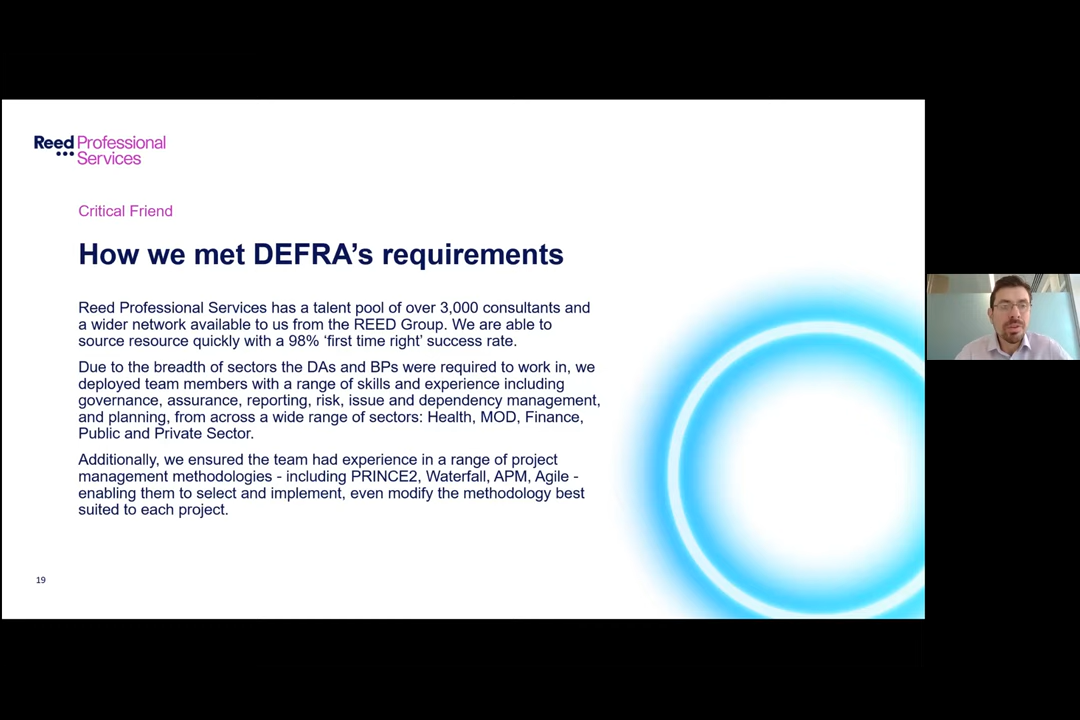 Reed Professional
Services
Critical Friend
How we met DEFRA’s requirements
Reed Professional Services has a talent pool of over 3,000 consultants and
a wider network available to us from the REED Group. We are able to
source resource quickly with a 98% ‘first time right’ success rate.
Due to the breadth of sectors the DAs and BPs were required to work in, we
deployed team members with a range of skills and experience including
governance, assurance, reporting, risk, issue and dependency management,
and planning, from across a wide range of sectors: Health, MOD, Finance,
Public and Private Sector.
Additionally, we ensured the team had experience in a range of project
management methodologies - including PRINCE2, Waterfall, APM, Agile -
enabling them to select and implement, even modify the methodology best
suited to each project.
19